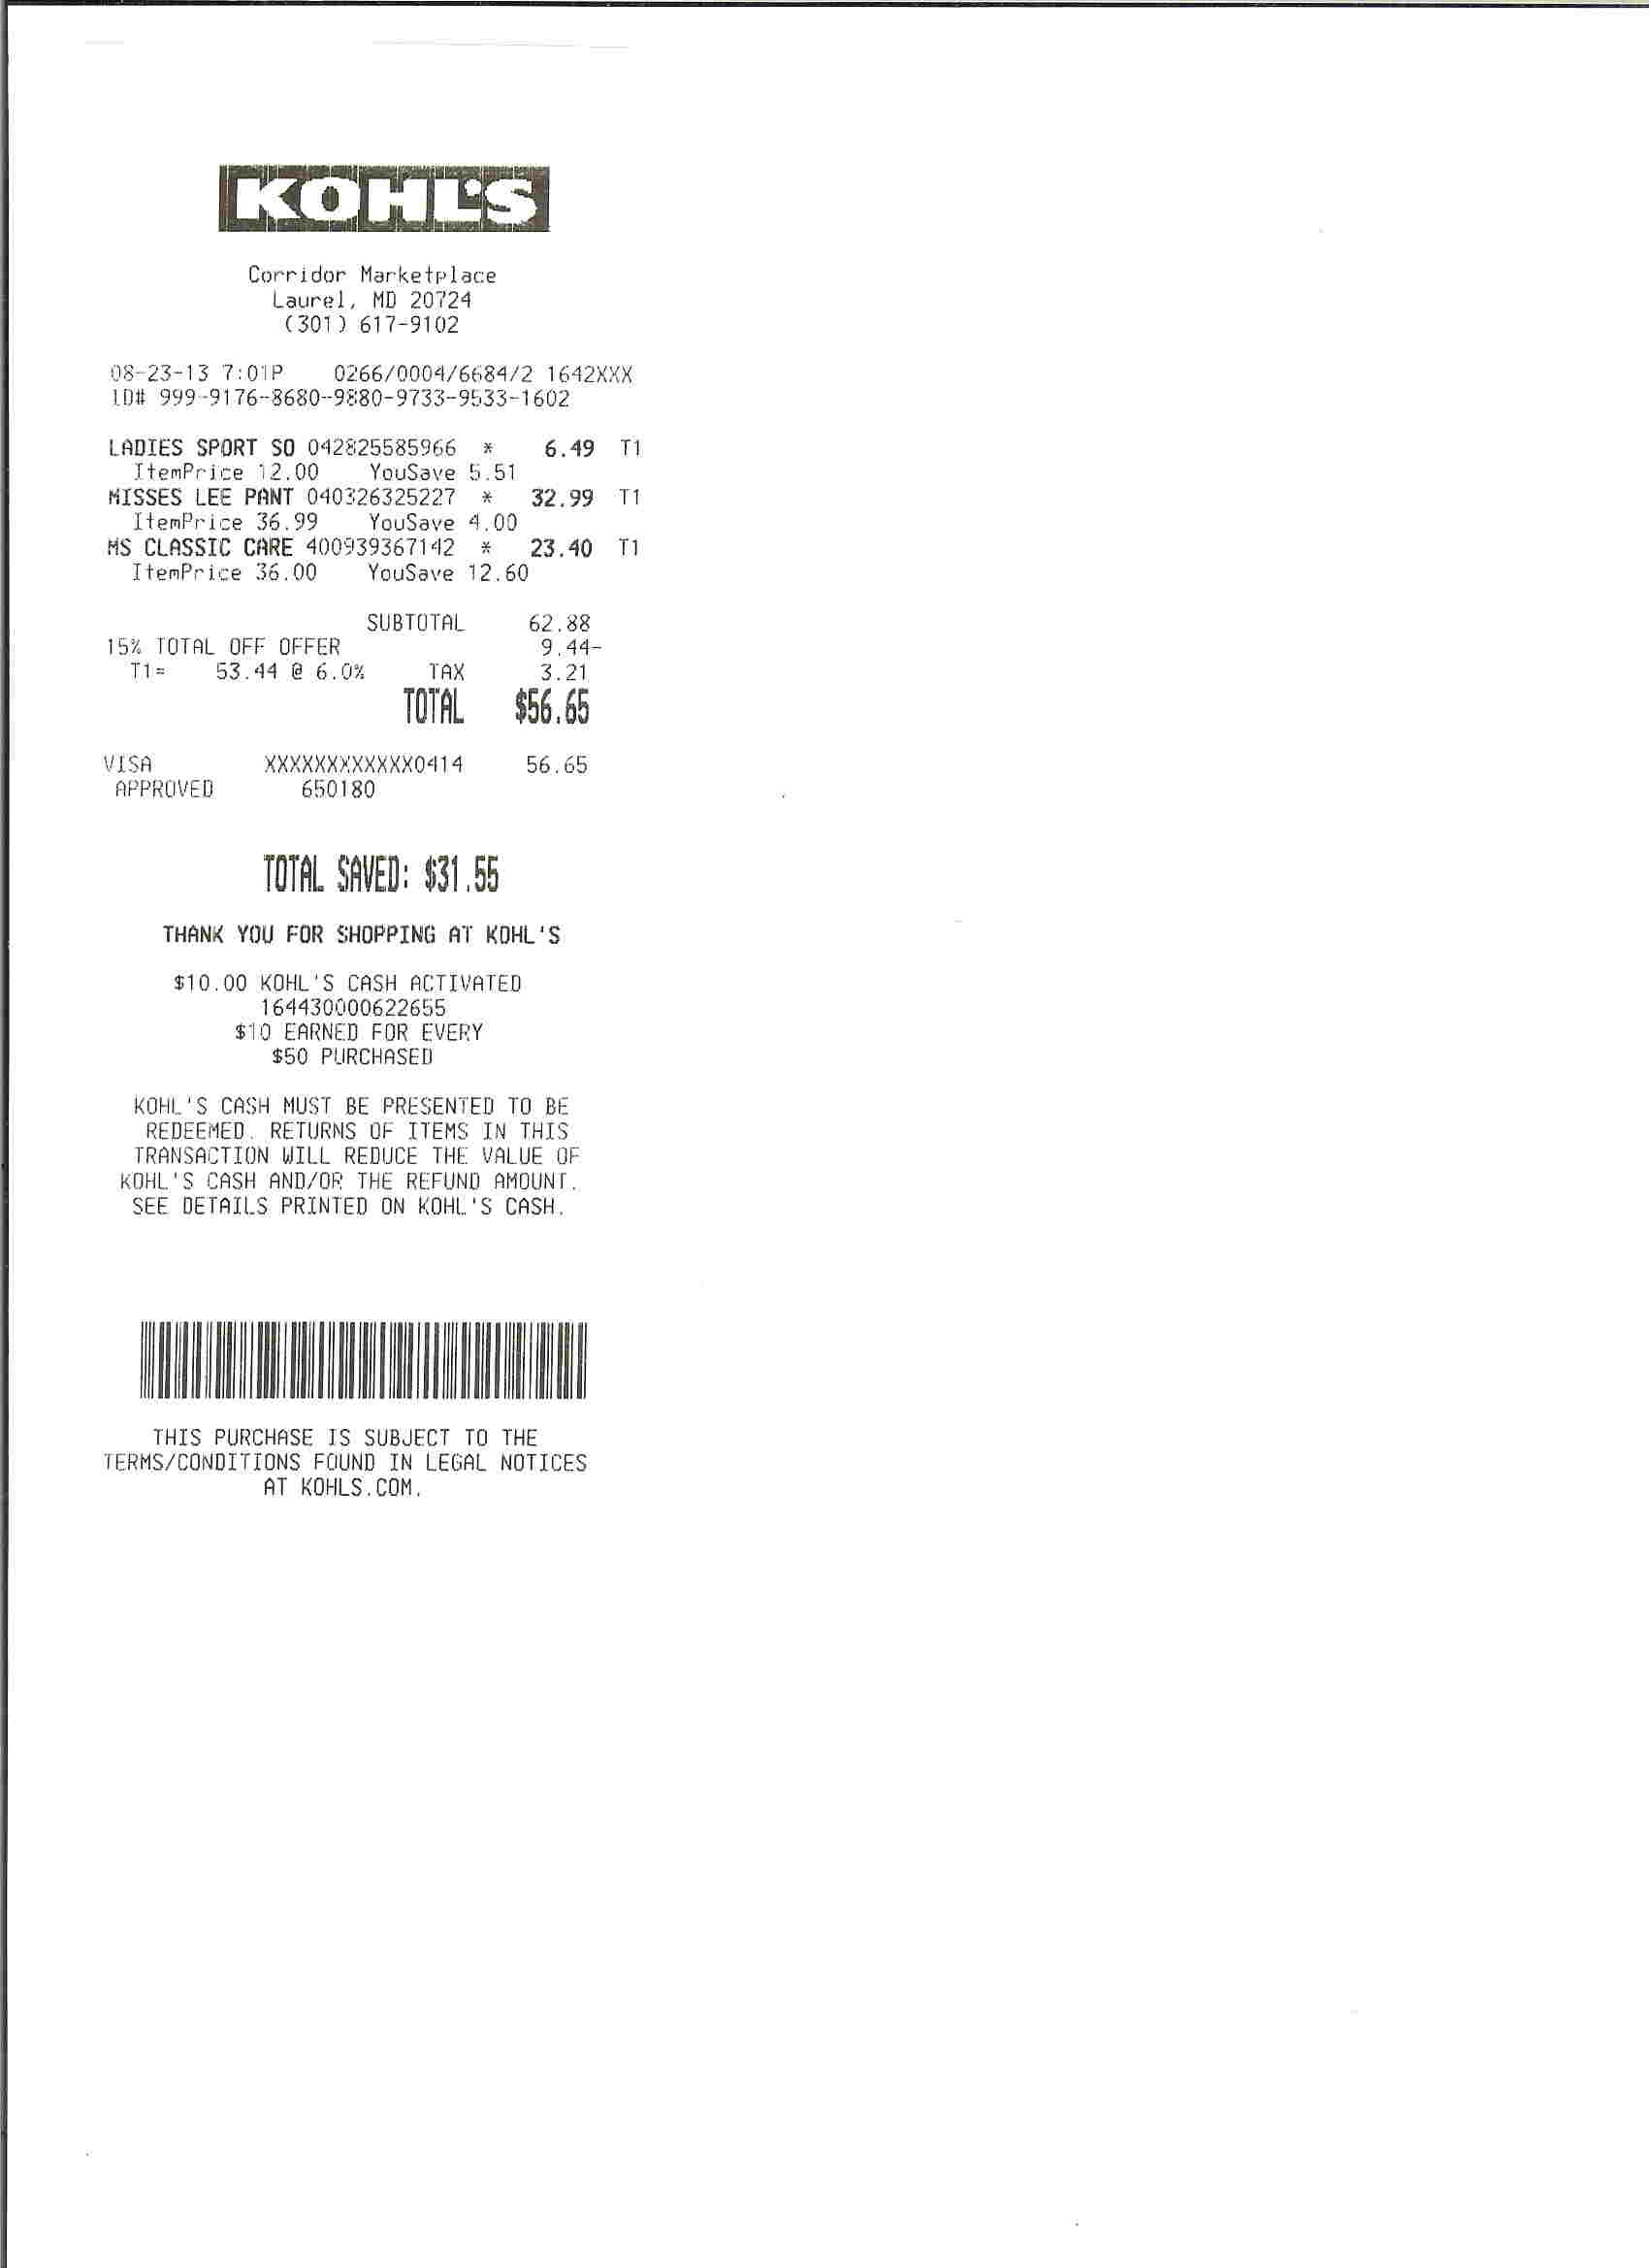 KOHL'S
Corridor Marketplace
Laurel, MD 20724
(301) 617-9102
08-23-13 7:01P 0266/0004/6684/2 1642XXX
ID# 999-9176-8680-9880-9733-9533-1602
LADIES SPORT SO 042825585966 * 6.49 T1
ItemPrice 12.00 YouSave 5.51
MISSES LEE PANT 040326325227 * 32.99 T1
ItemPrice 36.99 YouSave 4.00
MS CLASSIC CARE 400939367142 * 23.40 T1
ItemPrice 36.00 YouSave 12.60
SUBTOTAL 62.88
15% TOTAL OFF OFFER 9.44-
T1= 53.44 @ 6.0% TAX 3.21
TOTAL $56.65
VISA XXXXXXXXXXXX0414 56.65
APPROVED 650180
TOTAL SAVED: $31.55
THANK YOU FOR SHOPPING AT KOHL'S
$10.00 KOHL'S CASH ACTIVATED
164430000622655
$10 EARNED FOR EVERY
$50 PURCHASED
KOHL'S CASH MUST BE PRESENTED TO BE
REDEEMED. RETURNS OF ITEMS IN THIS
TRANSACTION WILL REDUCE THE VALUE OF
KOHL'S CASH AND/OR THE REFUND AMOUNT.
SEE DETAILS PRINTED ON KOHL'S CASH.
THIS PURCHASE IS SUBJECT TO THE
TERMS/CONDITIONS FOUND IN LEGAL NOTICES
AT KOHLS.COM.